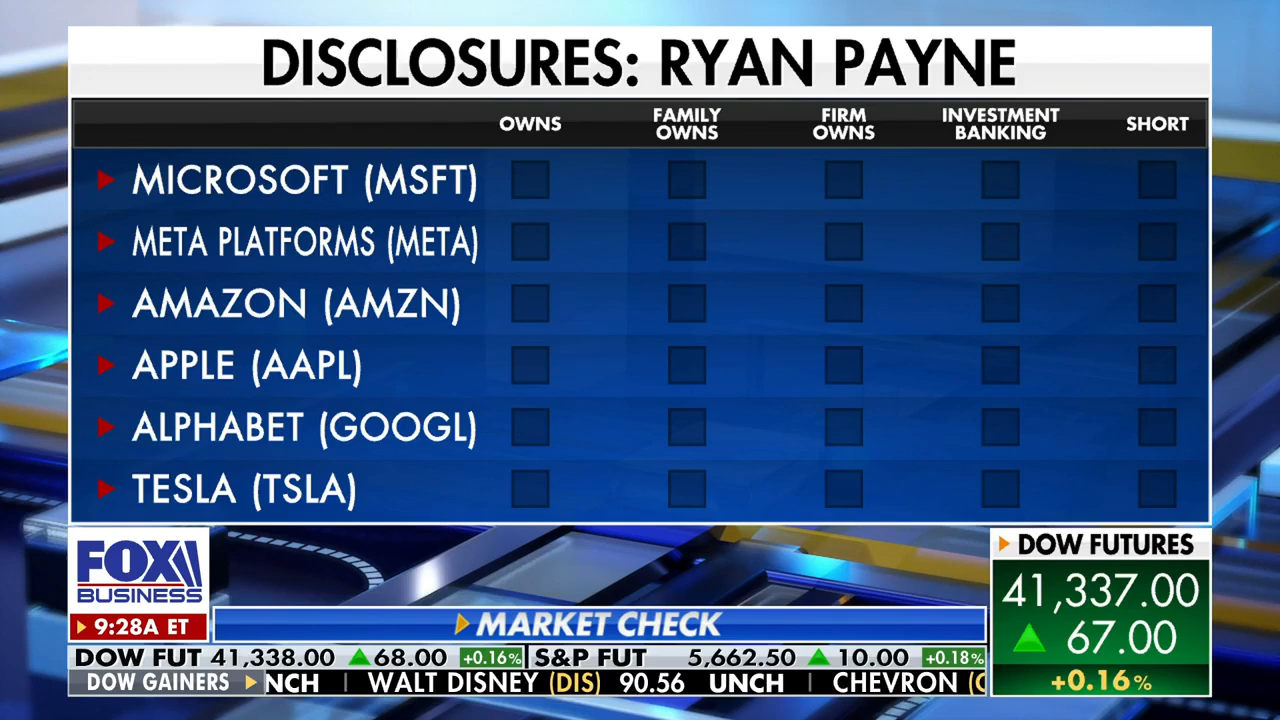 DISCLOSURES: RYAN PAYNE
OWNS FAMILY OWNS FIRM OWNS INVESTMENT BANKING SHORT
MICROSOFT (MSFT)
META PLATFORMS (META)
AMAZON (AMZN)
APPLE (AAPL)
ALPHABET (GOOGL)
TESLA (TSLA)
FOX
BUSINESS
9:28A ET
MARKET CHECK
DOW FUTURES
41,337.00
67.00
+0.16%
DOW FUT 41,338.00 68.00 +0.16% S&P FUT 5,662.50 10.00 +0.18%
DOW GAINERS NCH | WALT DISNEY (DIS) 90.56 UNCH | CHEVRON (